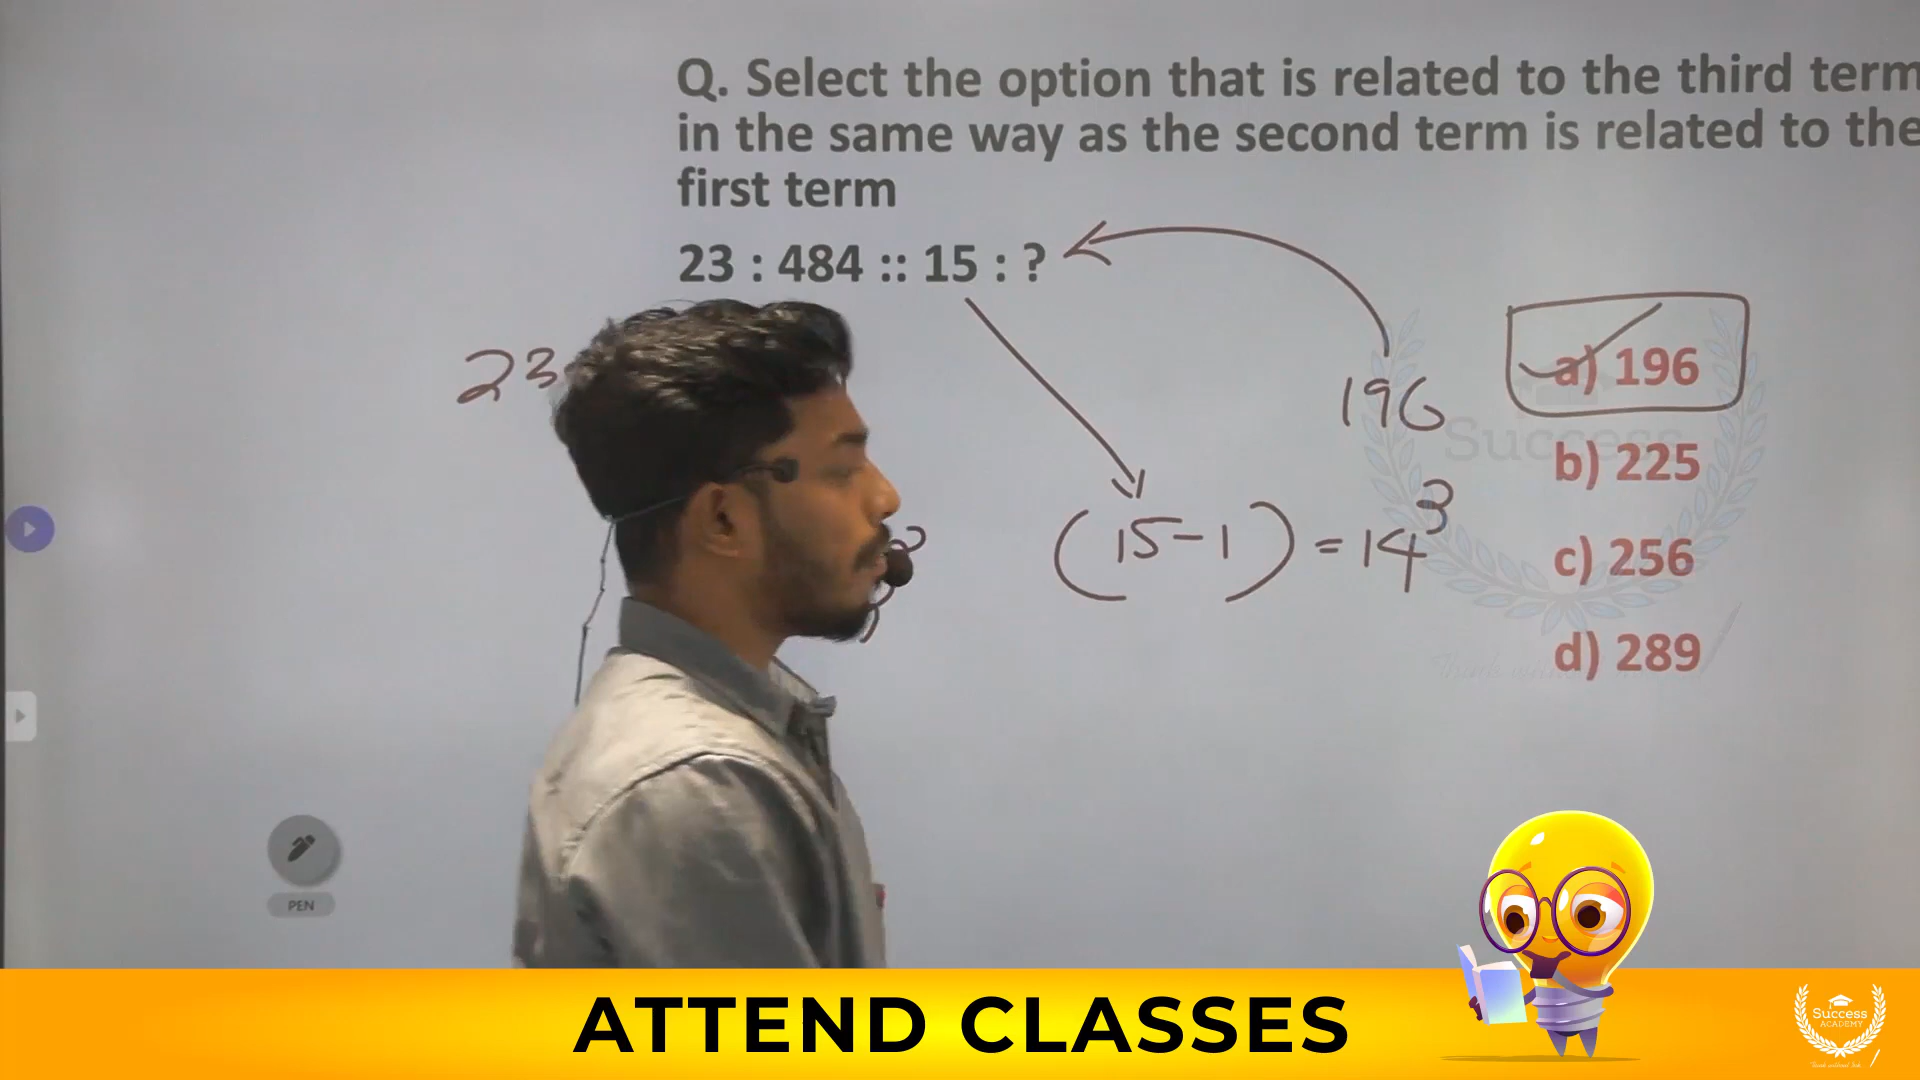 Q. Select the option that is related to the third term
in the same way as the second term is related to the
first term
23 : 484 :: 15 : ?
23
196
(15-1) = 14³
a) 196
b) 225
c) 256
d) 289
Success
PEN
ATTEND CLASSES
Success
ACADEMY